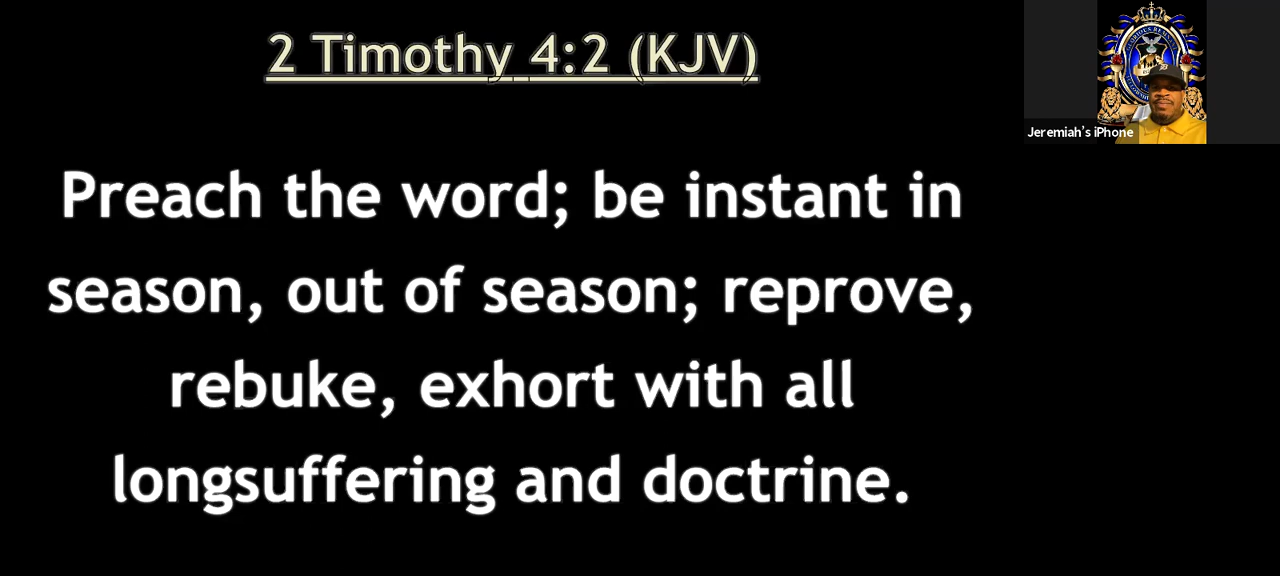 2 Timothy 4:2 (KJV)
Preach the word; be instant in
season, out of season; reprove,
rebuke, exhort with all
longsuffering and doctrine.
Jeremiah's iPhone